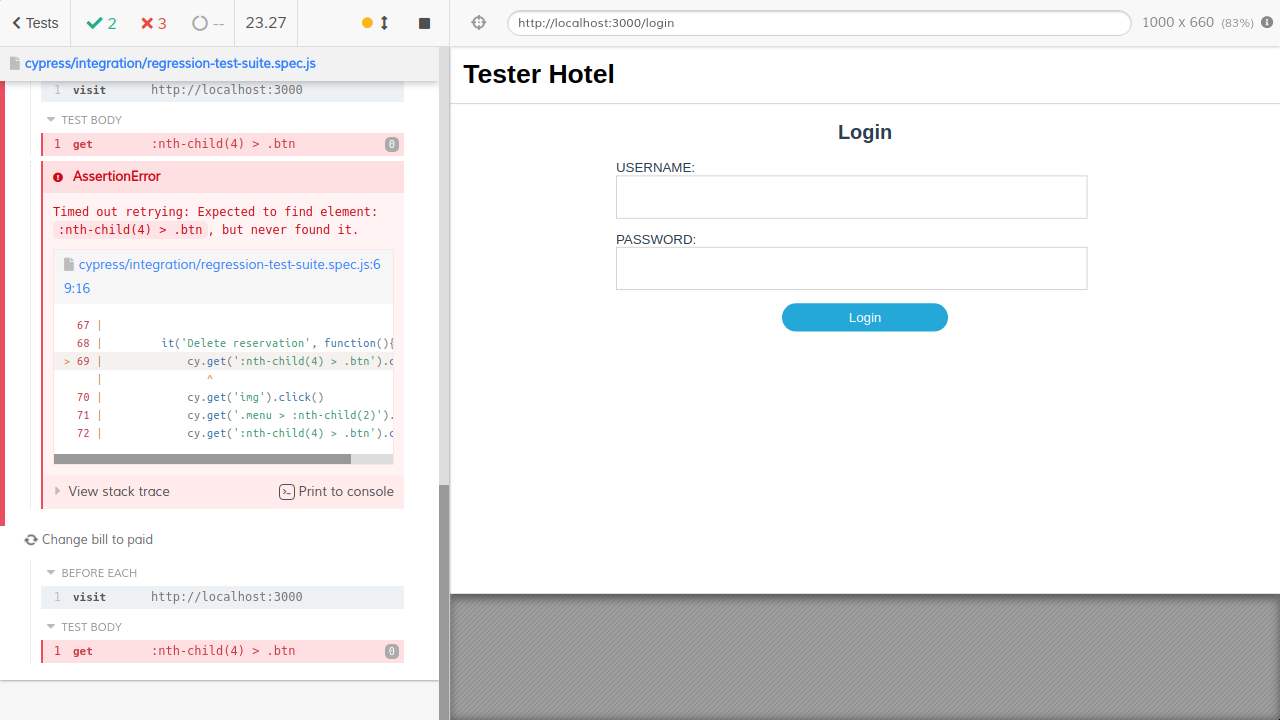 Tests
2
3
--
23.27
http://localhost:3000/login
1000 x 660 (83%)
cypress/integration/regression-test-suite.spec.js
1 visit http://localhost:3000
TEST BODY
1 get :nth-child(4) > .btn 0
AssertionError
Timed out retrying: Expected to find element:
:nth-child(4) > .btn, but never found it.
cypress/integration/regression-test-suite.spec.js:6
9:16
67 |
68 | it('Delete reservation', function(){
> 69 | cy.get(':nth-child(4) > .btn').c
| ^
70 | cy.get('img').click()
71 | cy.get('.menu > :nth-child(2)').
72 | cy.get(':nth-child(4) > .btn').c
View stack trace
Print to console
Change bill to paid
BEFORE EACH
1 visit http://localhost:3000
TEST BODY
1 get :nth-child(4) > .btn 0
Tester Hotel
Login
USERNAME:
PASSWORD:
Login